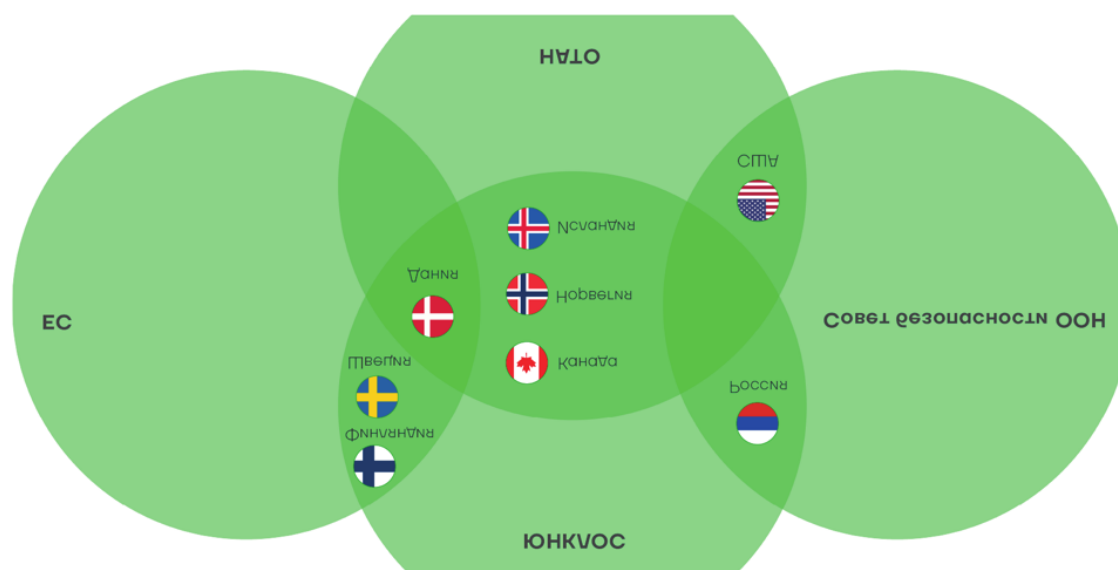 НАТО
США
Исландия
Дания
Норвегия
ЕС
Совет безопасности ООН
Швеция
Канада
Россия
Финляндия
ЮНКЛОС